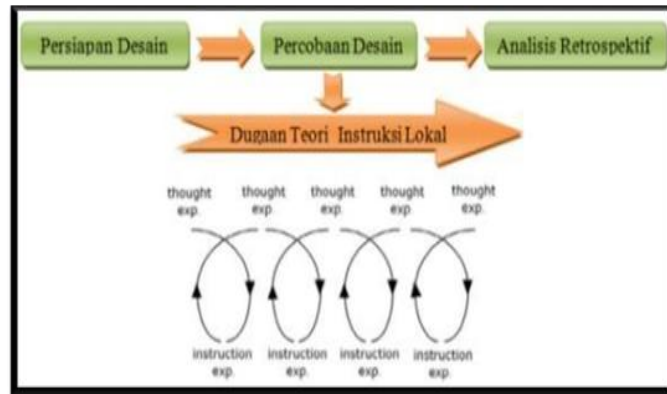 Persiapan Desain
Percobaan Desain
Analisis Retrospektif
Dugaan Teori Instruksi Lokal
thought exp.
thought exp.
thought exp.
thought exp.
thought exp.
instruction exp.
instruction exp.
instruction exp.
instruction exp.